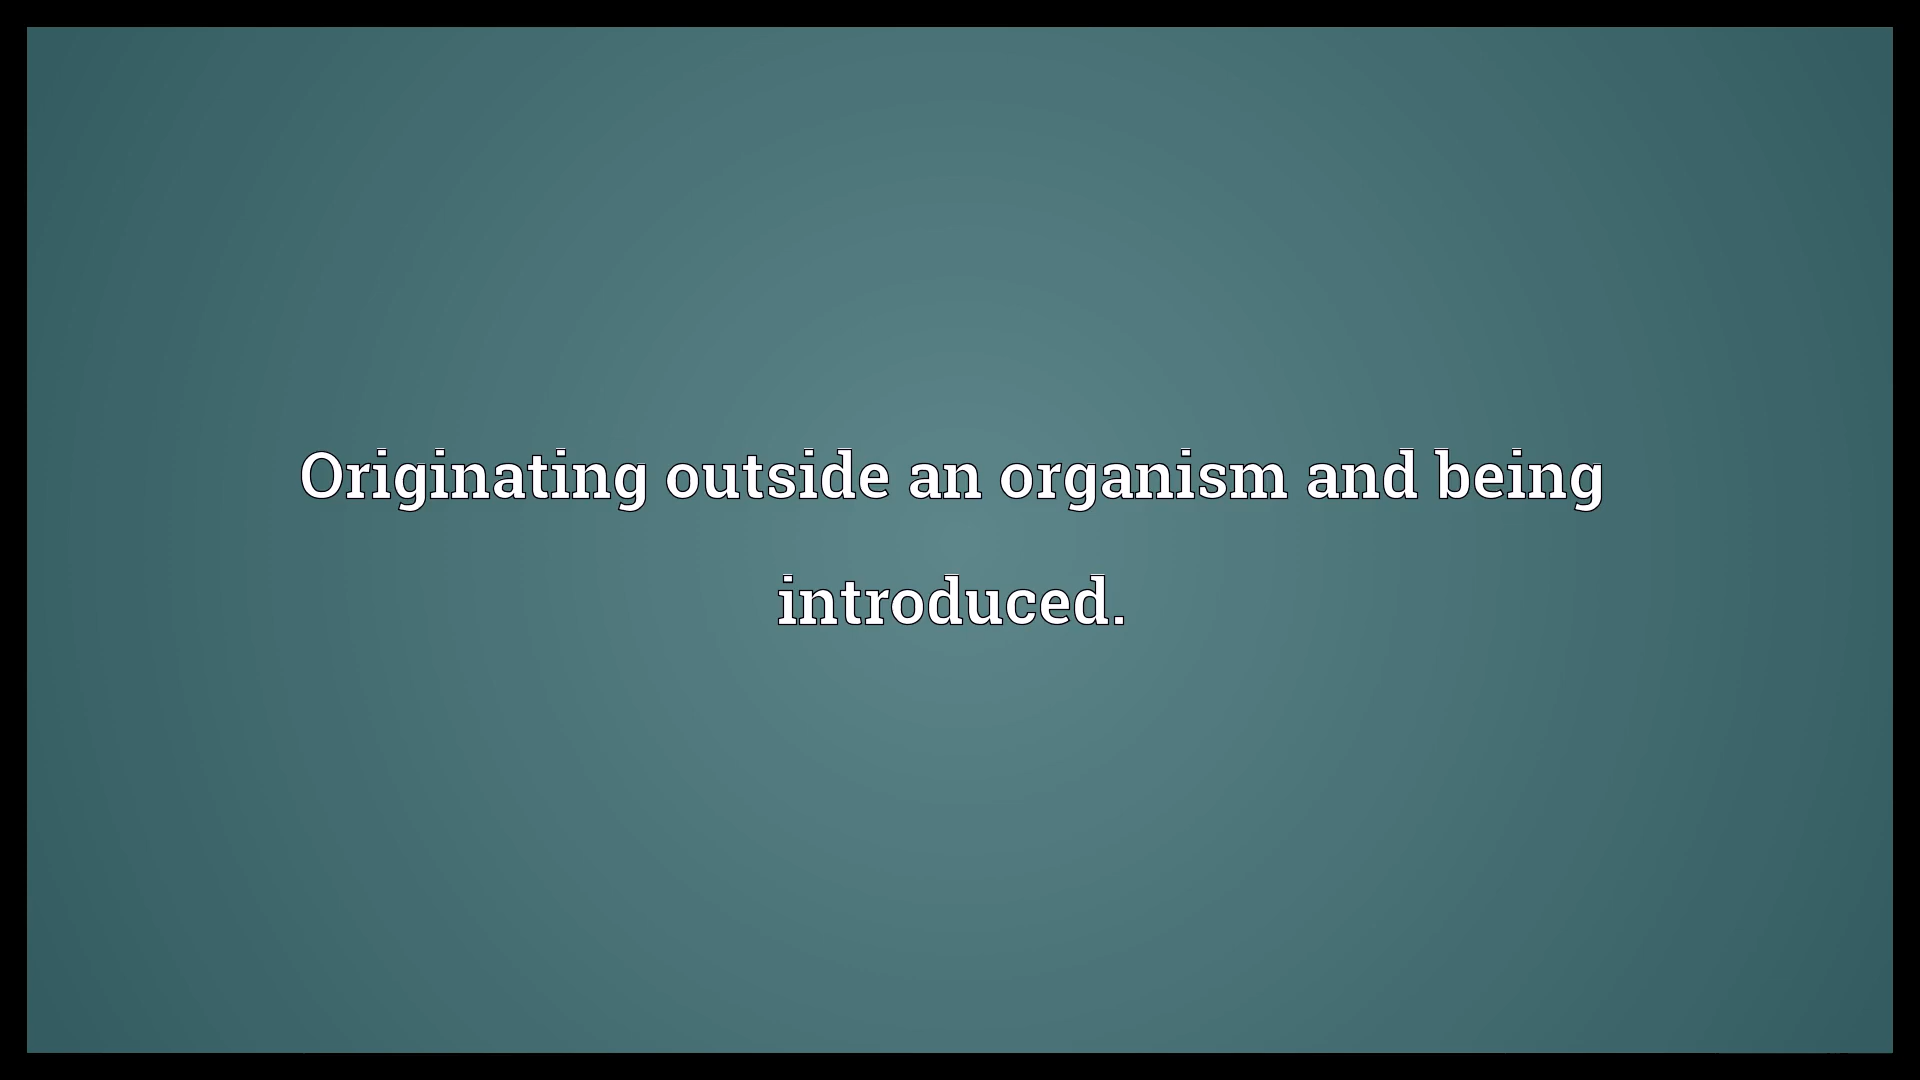 Originating outside an organism and being
introduced.